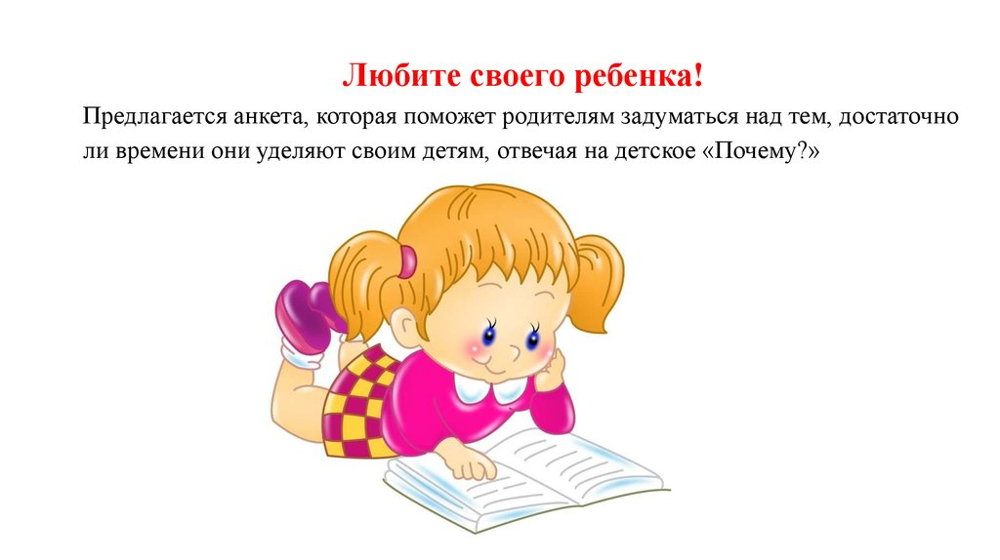 Любите своего ребенка!
Предлагается анкета, которая поможет родителям задуматься над тем, достаточно
ли времени они уделяют своим детям, отвечая на детское «Почему?»